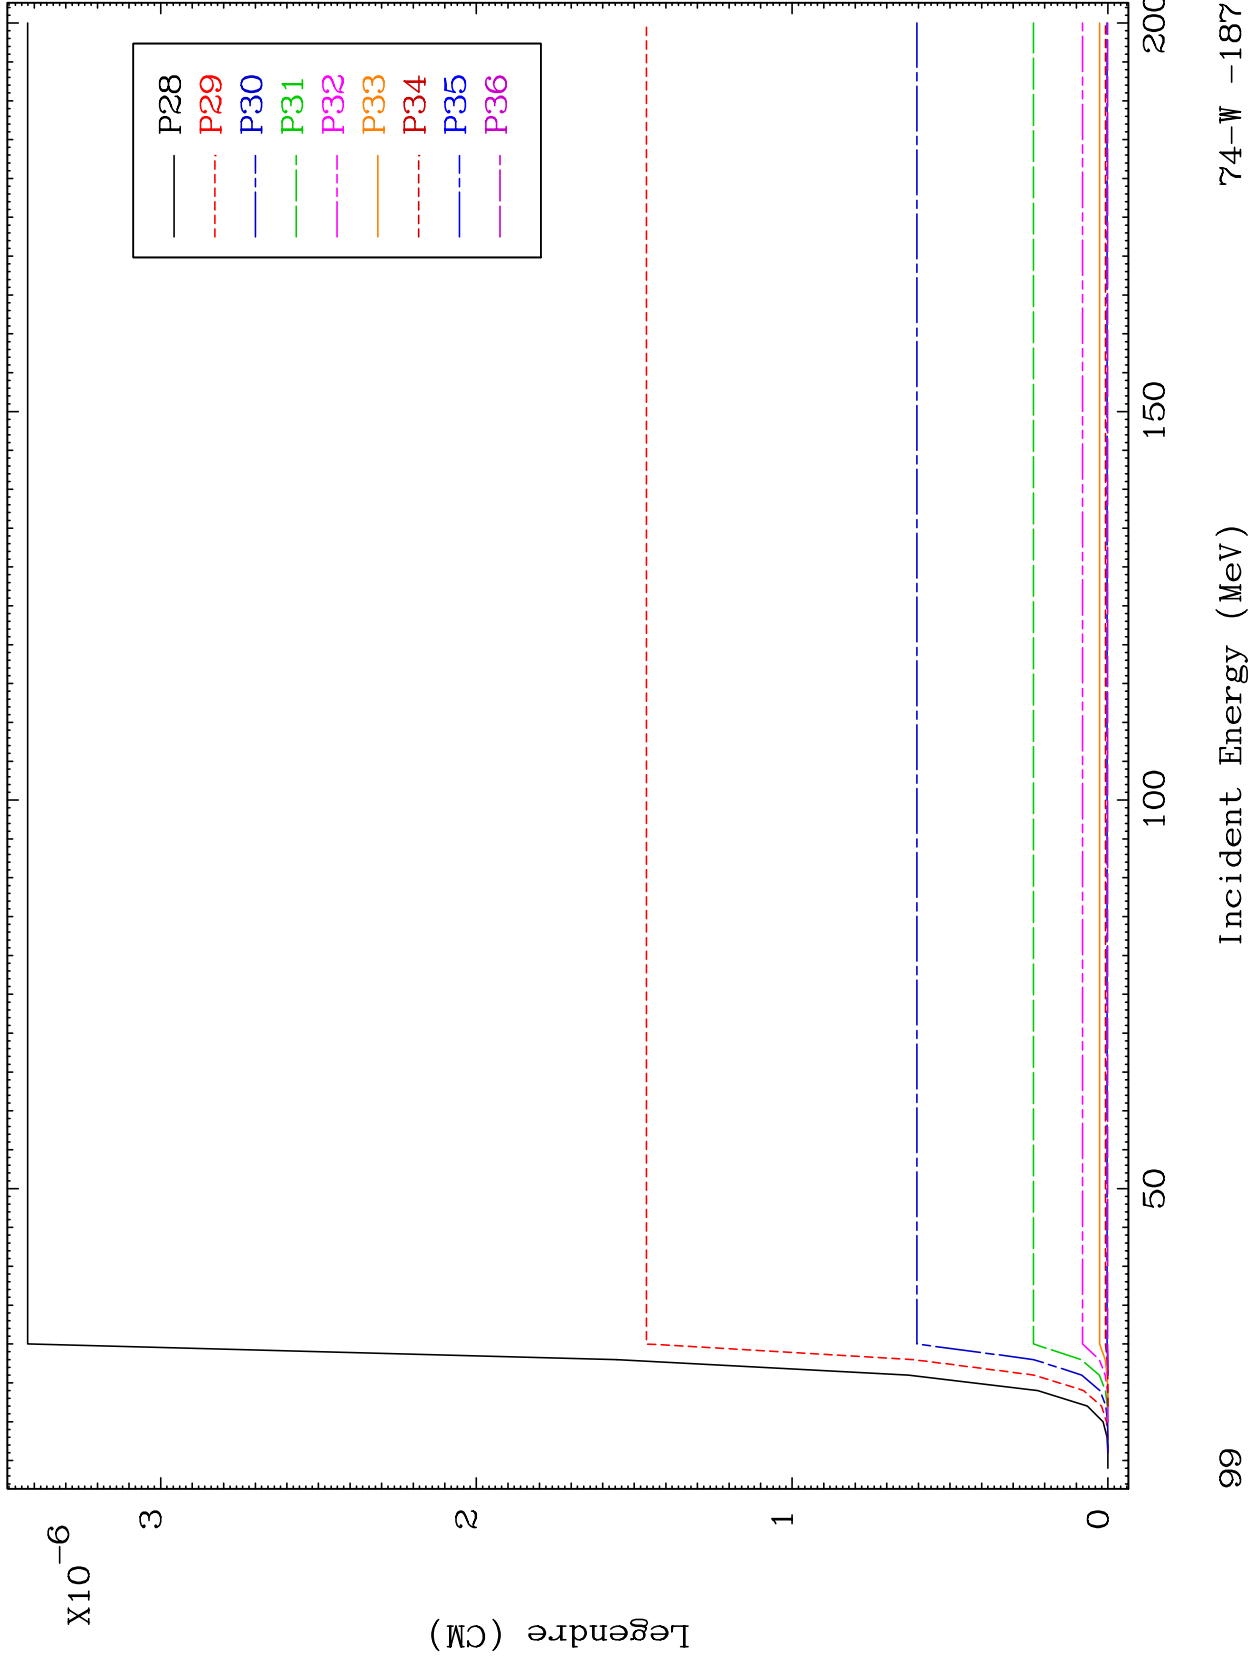 X10-6
3
2
1
0
Legendre (CM)
P28
P29
P30
P31
P32
P33
P34
P35
P36
50
100
150
200
Incident Energy (MeV)
99
74-W -187